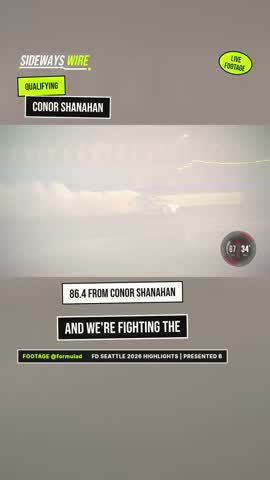 SIDEWAYS WIRE.
LIVE
FOOTAGE
QUALIFYING
CONOR SHANAHAN
67 34°
86.4 FROM CONOR SHANAHAN
AND WE'RE FIGHTING THE
FOOTAGE @formulad FD SEATTLE 2026 HIGHLIGHTS | PRESENTED B